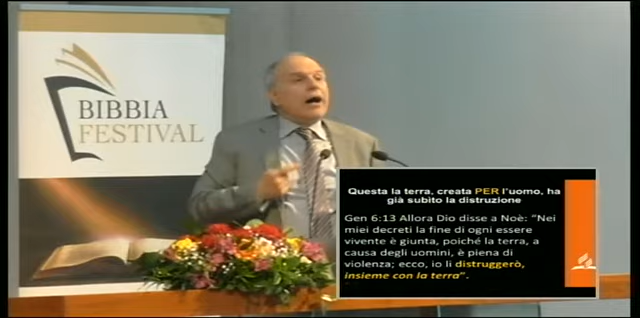 BIBBIA
FESTIVAL
Questa la terra, creata PER l'uomo, ha
già subito la distruzione
Gen 6:13 Allora Dio disse a Noè: "Nei
miei decreti la fine di ogni essere
vivente è giunta, poiché la terra, a
causa degli uomini, è piena di
violenza; ecco, io li distruggerò,
insieme con la terra".